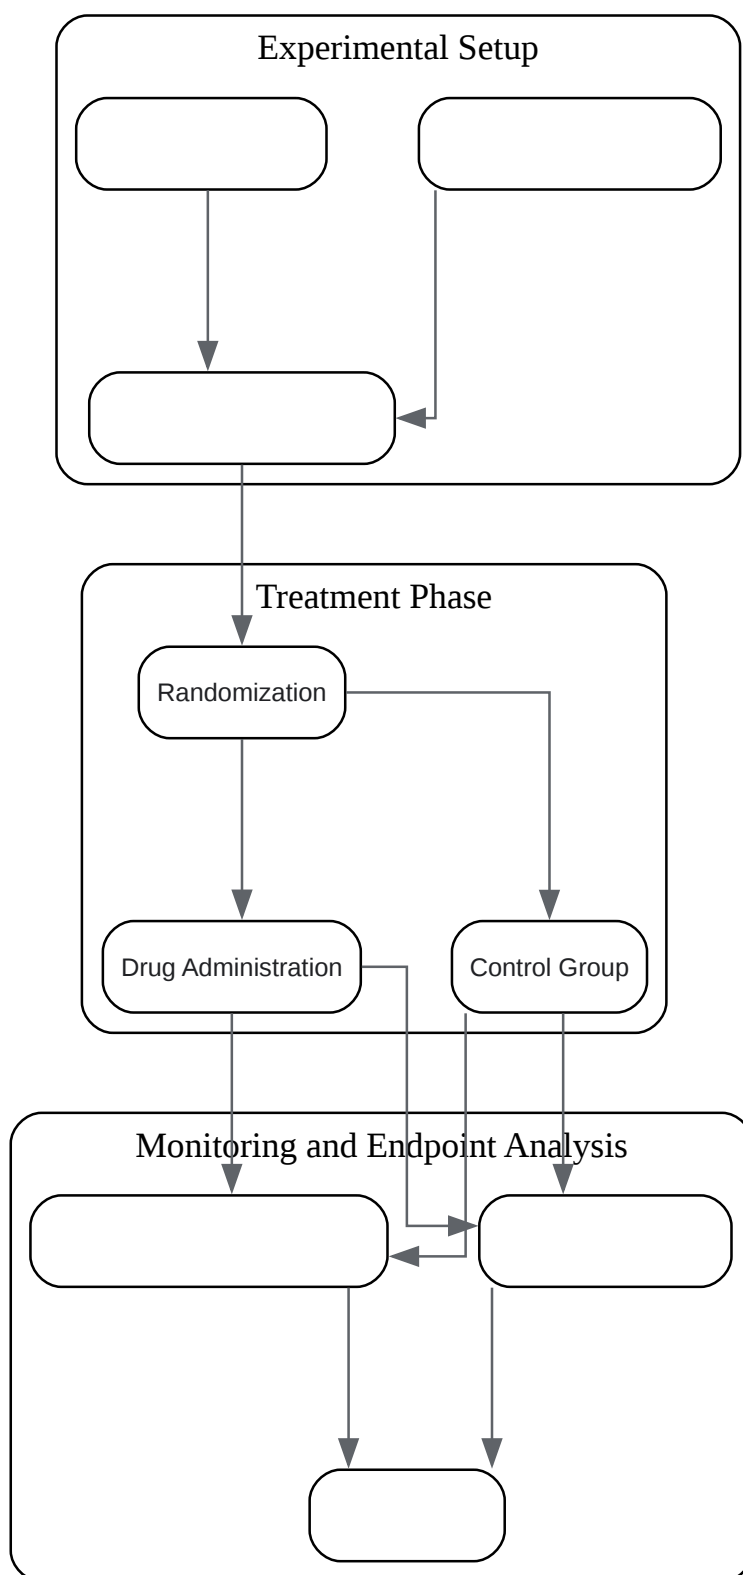 Experimental Setup
Treatment Phase
Randomization
Drug Administration
Control Group
Monitoring and Endpoint Analysis